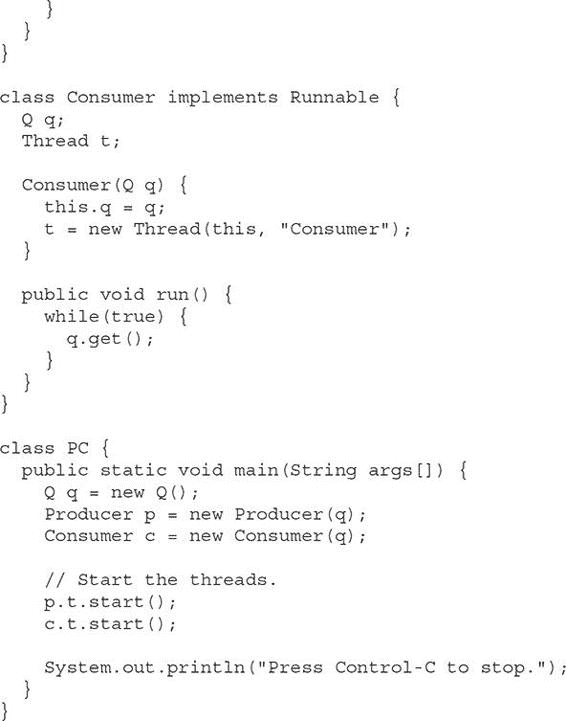 }
  }
}

class Consumer implements Runnable {
  Q q;
  Thread t;

  Consumer(Q q) {
    this.q = q;
    t = new Thread(this, "Consumer");
  }

  public void run() {
    while(true) {
      q.get();
    }
  }
}

class PC {
  public static void main(String args[]) {
    Q q = new Q();
    Producer p = new Producer(q);
    Consumer c = new Consumer(q);

    // Start the threads.
    p.t.start();
    c.t.start();

    System.out.println("Press Control-C to stop.");
  }
}